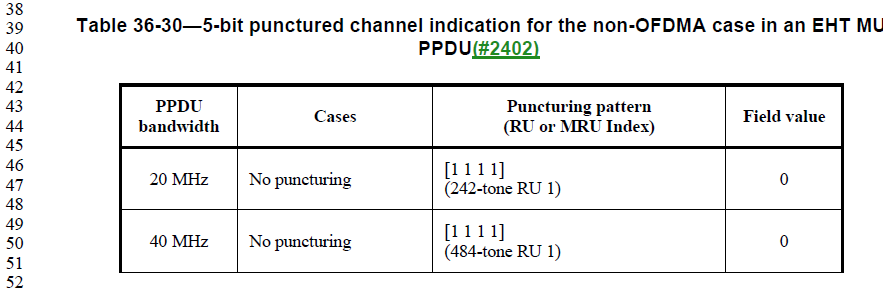 38
39 Table 36-30—5-bit punctured channel indication for the non-OFDMA case in an EHT MU
40 PPDU(#2402)
41
42
43 PPDU bandwidth Cases Puncturing pattern (RU or MRU Index) Field value
44
45
46 20 MHz No puncturing [1 1 1 1] (242-tone RU 1) 0
47
48
49 40 MHz No puncturing [1 1 1 1] (484-tone RU 1) 0
50
51
52